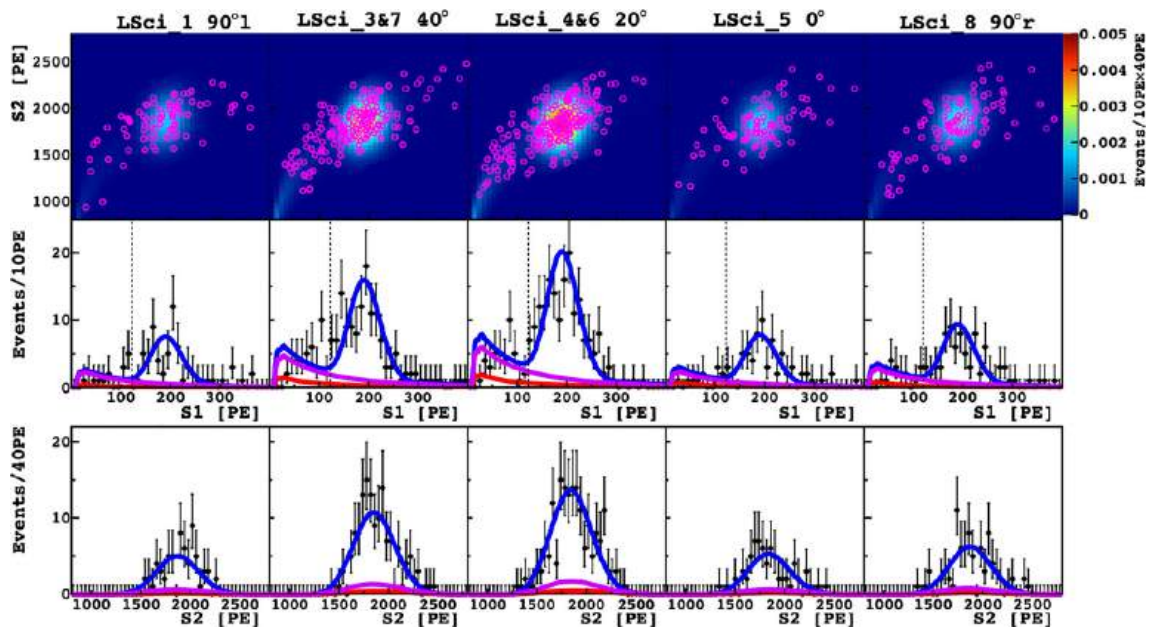 LSci_1 90°l LSci_3&7 40° LSci_4&6 20° LSci_5 0° LSci_8 90°r
S2 [PE]
2500
2000
1500
1000
0.005
0.004
0.003
0.002
0.001
0
Events/10PE×40PE
Events/10PE
20
10
0
100 200 300 100 200 300 100 200 300 100 200 300 100 200 300
S1 [PE] S1 [PE] S1 [PE] S1 [PE] S1 [PE]
Events/40PE
20
10
0
1000 1500 2000 2500 1000 1500 2000 2500 1000 1500 2000 2500 1000 1500 2000 2500 1000 1500 2000 2500
S2 [PE] S2 [PE] S2 [PE] S2 [PE] S2 [PE]